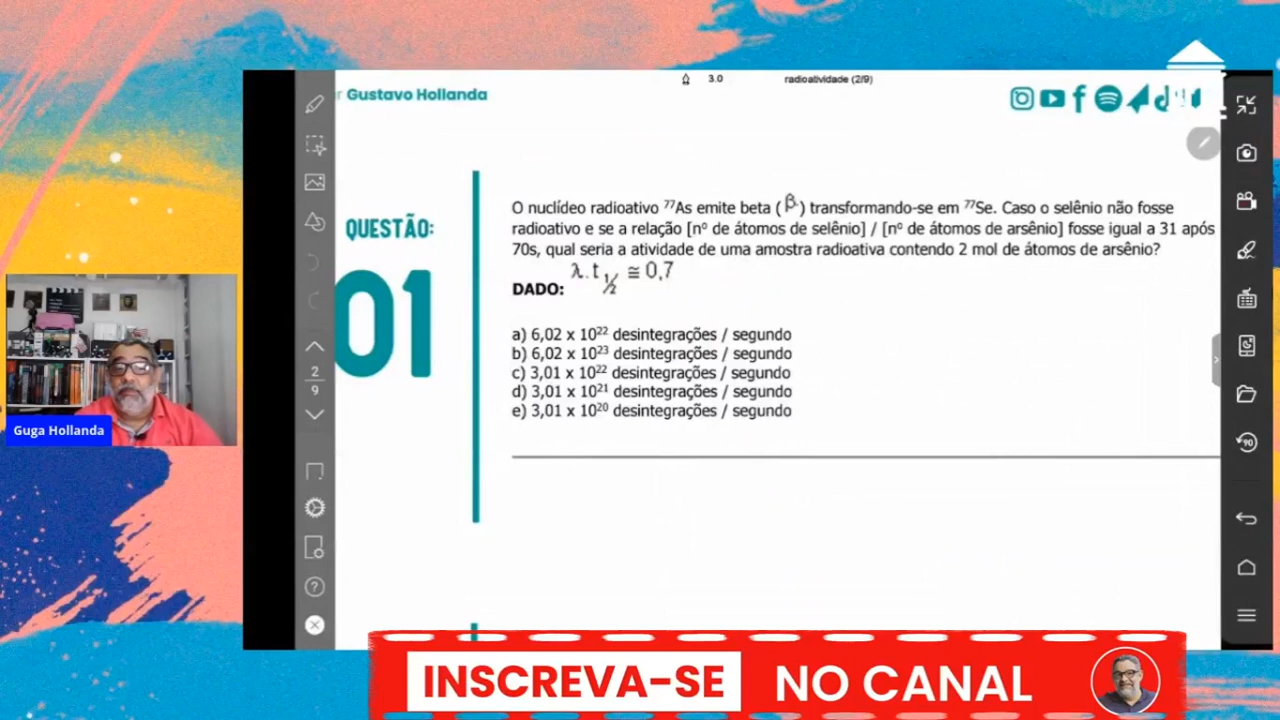 3.0 radioatividade (2/9)
r Gustavo Hollanda
QUESTÃO:
01
O nuclídeo radioativo ⁷⁷As emite beta ( β⁻ ) transformando-se em ⁷⁷Se. Caso o selênio não fosse
radioativo e se a relação [nº de átomos de selênio] / [nº de átomos de arsênio] fosse igual a 31 após
70s, qual seria a atividade de uma amostra radioativa contendo 2 mol de átomos de arsênio?
DADO: λ.t½ ≅ 0,7
a) 6,02 x 10²² desintegrações / segundo
b) 6,02 x 10²³ desintegrações / segundo
c) 3,01 x 10²² desintegrações / segundo
d) 3,01 x 10²¹ desintegrações / segundo
e) 3,01 x 10²⁰ desintegrações / segundo
2
9
90
Guga Hollanda
INSCREVA-SE NO CANAL